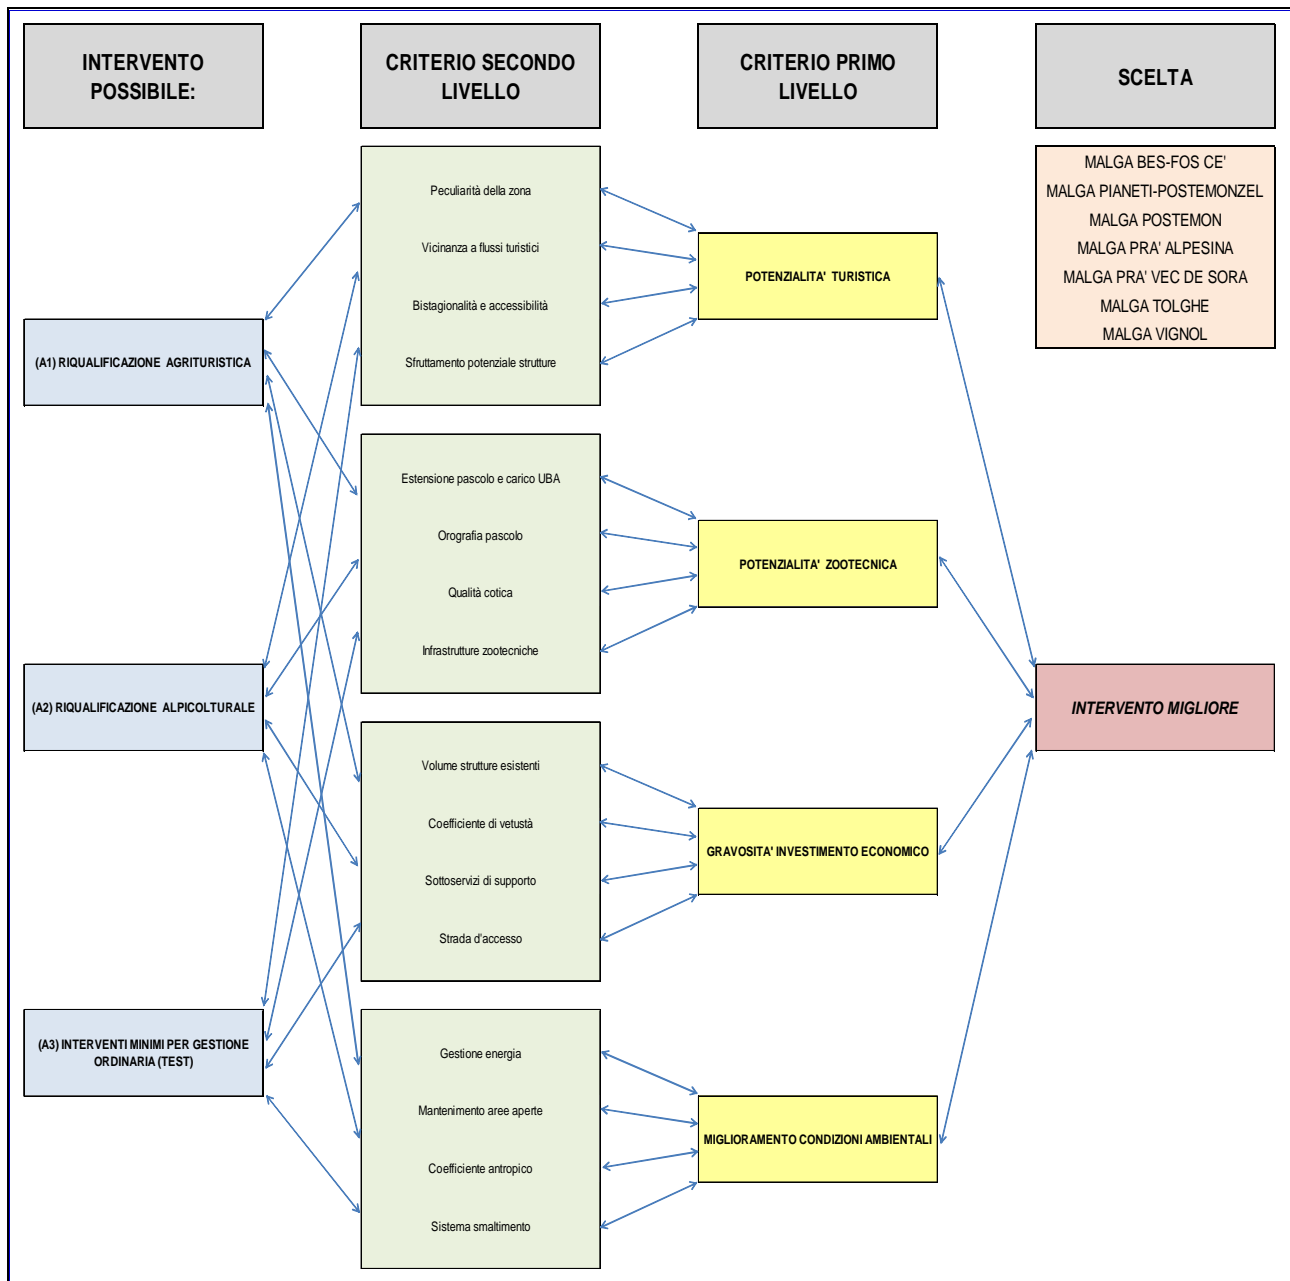 INTERVENTO
POSSIBILE:
CRITERIO SECONDO
LIVELLO
CRITERIO PRIMO
LIVELLO
SCELTA
MALGA BES-FOS CE'
MALGA PIANETI-POSTEMONZEL
MALGA POSTEMON
MALGA PRA' ALPESINA
MALGA PRA' VEC DE SORA
MALGA TOLGHE
MALGA VIGNOL
Peculiarità della zona
Vicinanza a flussi turistici
Bistagionalità e accessibilità
Sfruttamento potenziale strutture
POTENZIALITA' TURISTICA
(A1) RIQUALIFICAZIONE AGRITURISTICA
Estensione pascolo e carico UBA
Orografia pascolo
Qualità cotica
Infrastrutture zootecniche
POTENZIALITA' ZOOTECNICA
(A2) RIQUALIFICAZIONE ALPICOLTURALE
INTERVENTO MIGLIORE
Volume strutture esistenti
Coefficiente di vetustà
Sottoservizi di supporto
Strada d'accesso
GRAVOSITA' INVESTIMENTO ECONOMICO
(A3) INTERVENTI MINIMI PER GESTIONE
ORDINARIA (TEST)
Gestione energia
Mantenimento aree aperte
Coefficiente antropico
Sistema smaltimento
MIGLIORAMENTO CONDIZIONI AMBIENTALI